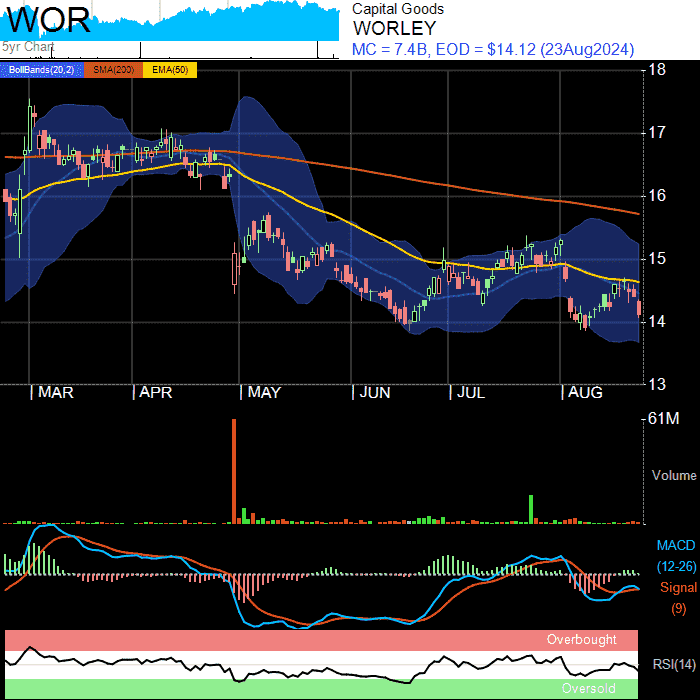 WOR
5yr Chart
Capital Goods
WORLEY
MC = 7.4B, EOD = $14.12 (23Aug2024)
BollBands(20,2) SMA(200) EMA(50)
18
17
16
15
14
13
| MAR | APR | MAY | JUN | JUL | AUG
61M
Volume
MACD
(12-26)
Signal
(9)
Overbought
RSI(14)
Oversold